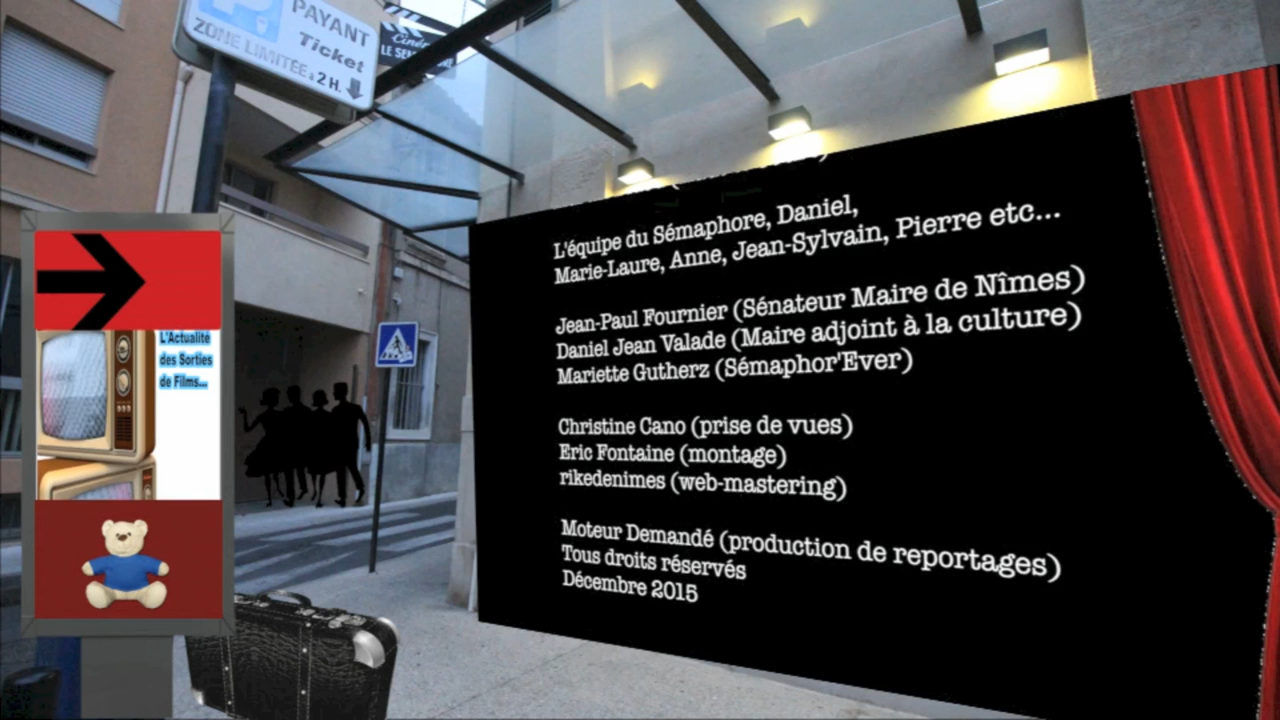 PAYANT
Ticket
ZONE LIMITÉE à 2 H.
L'Actualité
des Sorties
de Films...
L'équipe du Sémaphore, Daniel,
Marie-Laure, Anne, Jean-Sylvain, Pierre etc...
Jean-Paul Fournier (Sénateur Maire de Nîmes)
Daniel Jean Valade (Maire adjoint à la culture)
Mariette Gutherz (Sémaphor'Ever)
Christine Cano (prise de vues)
Eric Fontaine (montage)
rikedenimes (web-mastering)
Moteur Demandé (production de reportages)
Tous droits réservés
Décembre 2015